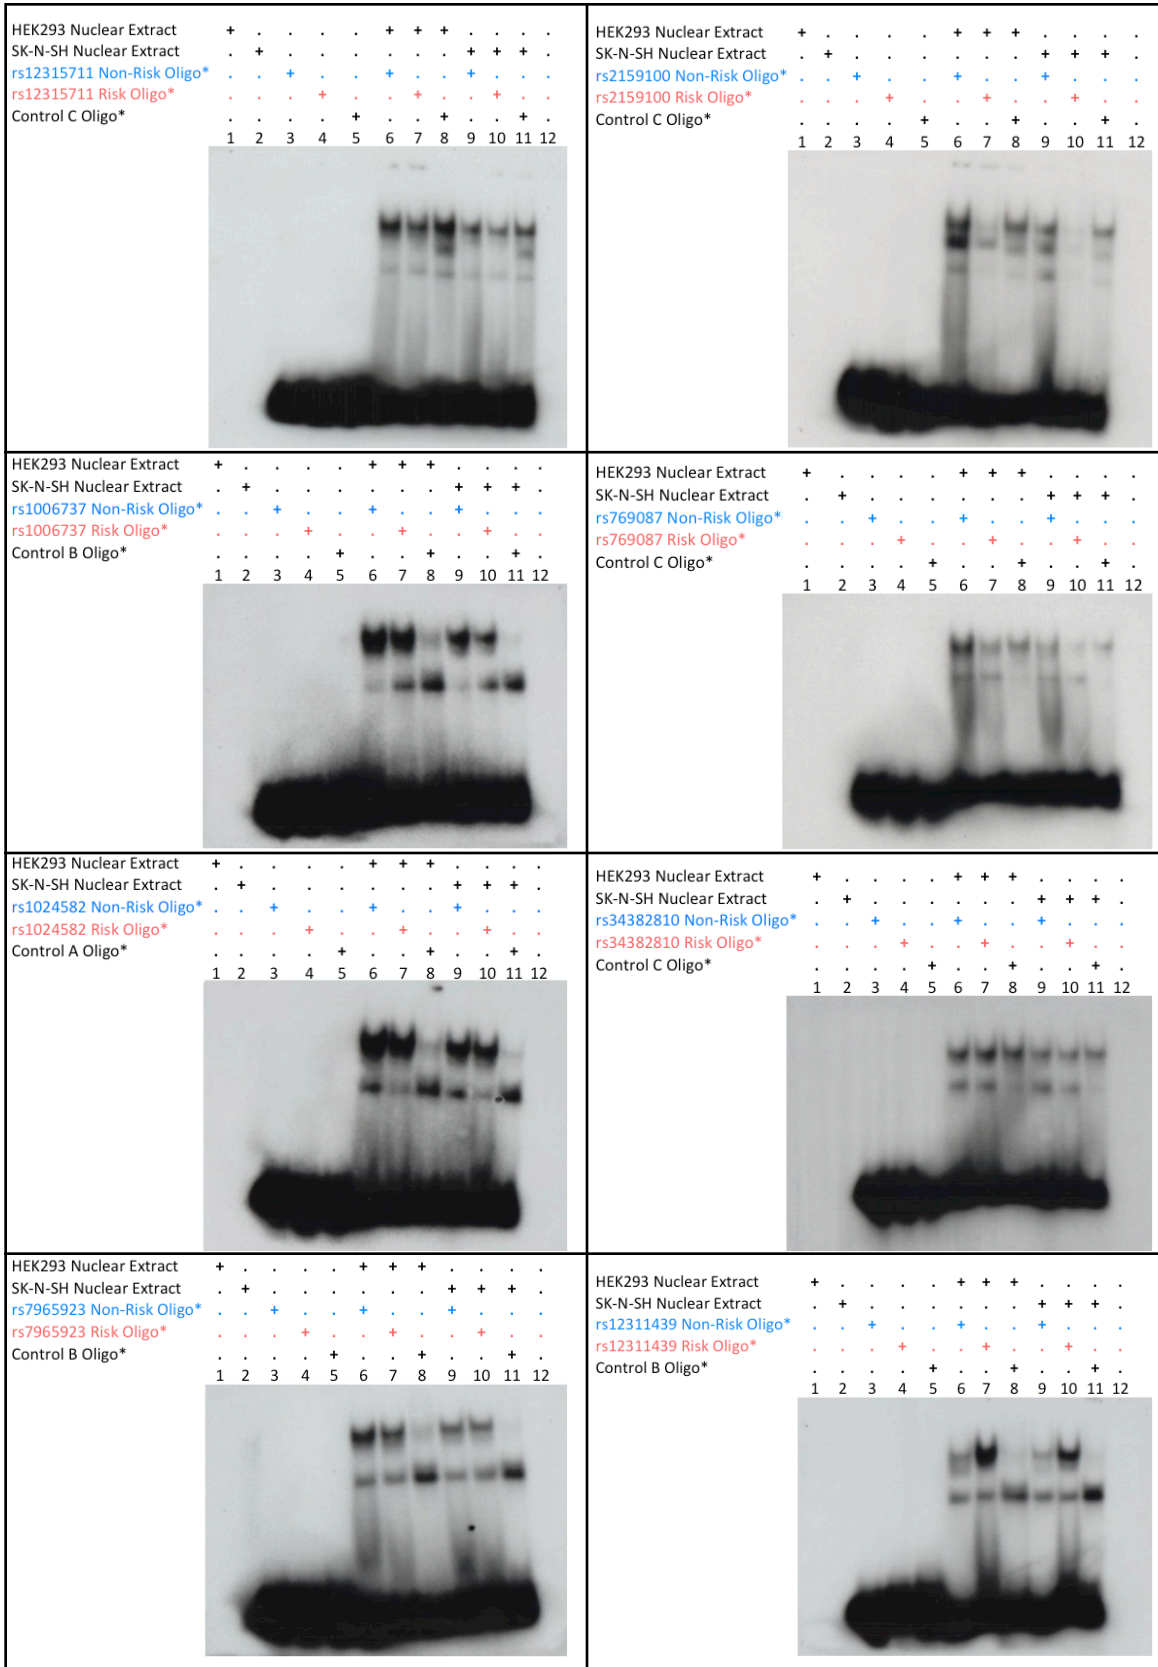 HEK293 Nuclear Extract + . . . . + + + . . . .
SK-N-SH Nuclear Extract . + . . . . . . + + + .
rs12315711 Non-Risk Oligo* . . + . . + . . + . . .
rs12315711 Risk Oligo* . . . + . . + . . + . .
Control C Oligo* . . . . + . . + . . + .
1 2 3 4 5 6 7 8 9 10 11 12
HEK293 Nuclear Extract + . . . . + + + . . . .
SK-N-SH Nuclear Extract . + . . . . . . + + + .
rs2159100 Non-Risk Oligo* . . + . . + . . + . . .
rs2159100 Risk Oligo* . . . + . . + . . + . .
Control C Oligo* . . . . + . . + . . + .
1 2 3 4 5 6 7 8 9 10 11 12
HEK293 Nuclear Extract + . . . . + + + . . . .
SK-N-SH Nuclear Extract . + . . . . . . + + + .
rs1006737 Non-Risk Oligo* . . + . . + . . + . . .
rs1006737 Risk Oligo* . . . + . . + . . + . .
Control B Oligo* . . . . + . . + . . + .
1 2 3 4 5 6 7 8 9 10 11 12
HEK293 Nuclear Extract + . . . . + + + . . . .
SK-N-SH Nuclear Extract . + . . . . . . + + + .
rs769087 Non-Risk Oligo* . . + . . + . . + . . .
rs769087 Risk Oligo* . . . + . . + . . + . .
Control C Oligo* . . . . + . . + . . + .
1 2 3 4 5 6 7 8 9 10 11 12
HEK293 Nuclear Extract + . . . . + + + . . . .
SK-N-SH Nuclear Extract . + . . . . . . + + + .
rs1024582 Non-Risk Oligo* . . + . . + . . + . . .
rs1024582 Risk Oligo* . . . + . . + . . + . .
Control A Oligo* . . . . + . . + . . + .
1 2 3 4 5 6 7 8 9 10 11 12
HEK293 Nuclear Extract + . . . . + + + . . . .
SK-N-SH Nuclear Extract . + . . . . . . + + + .
rs34382810 Non-Risk Oligo* . . + . . + . . + . . .
rs34382810 Risk Oligo* . . . + . . + . . + . .
Control C Oligo* . . . . + . . + . . + .
1 2 3 4 5 6 7 8 9 10 11 12
HEK293 Nuclear Extract + . . . . + + + . . . .
SK-N-SH Nuclear Extract . + . . . . . . + + + .
rs7965923 Non-Risk Oligo* . . + . . + . . + . . .
rs7965923 Risk Oligo* . . . + . . + . . + . .
Control B Oligo* . . . . + . . + . . + .
1 2 3 4 5 6 7 8 9 10 11 12
HEK293 Nuclear Extract + . . . . + + + . . . .
SK-N-SH Nuclear Extract . + . . . . . . + + + .
rs12311439 Non-Risk Oligo* . . + . . + . . + . . .
rs12311439 Risk Oligo* . . . + . . + . . + . .
Control B Oligo* . . . . + . . + . . + .
1 2 3 4 5 6 7 8 9 10 11 12